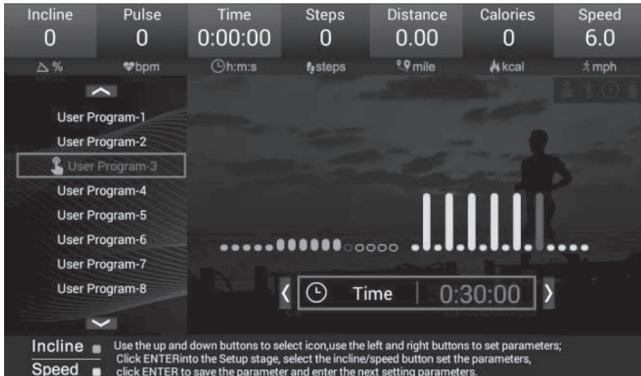 Incline Pulse Time Steps Distance Calories Speed
0 0 0:00:00 0 0.00 0 6.0
% bpm h:m:s steps mile kcal mph
User Program-1
User Program-2
User Program-3
User Program-4
User Program-5
User Program-6
User Program-7
User Program-8
Time 0:30:00
Incline Use the up and down buttons to select icon,use the left and right buttons to set parameters;
Click ENTERinto the Setup stage, select the incline/speed button set the parameters,
Speed click ENTER to save the parameter and enter the next setting parameters.